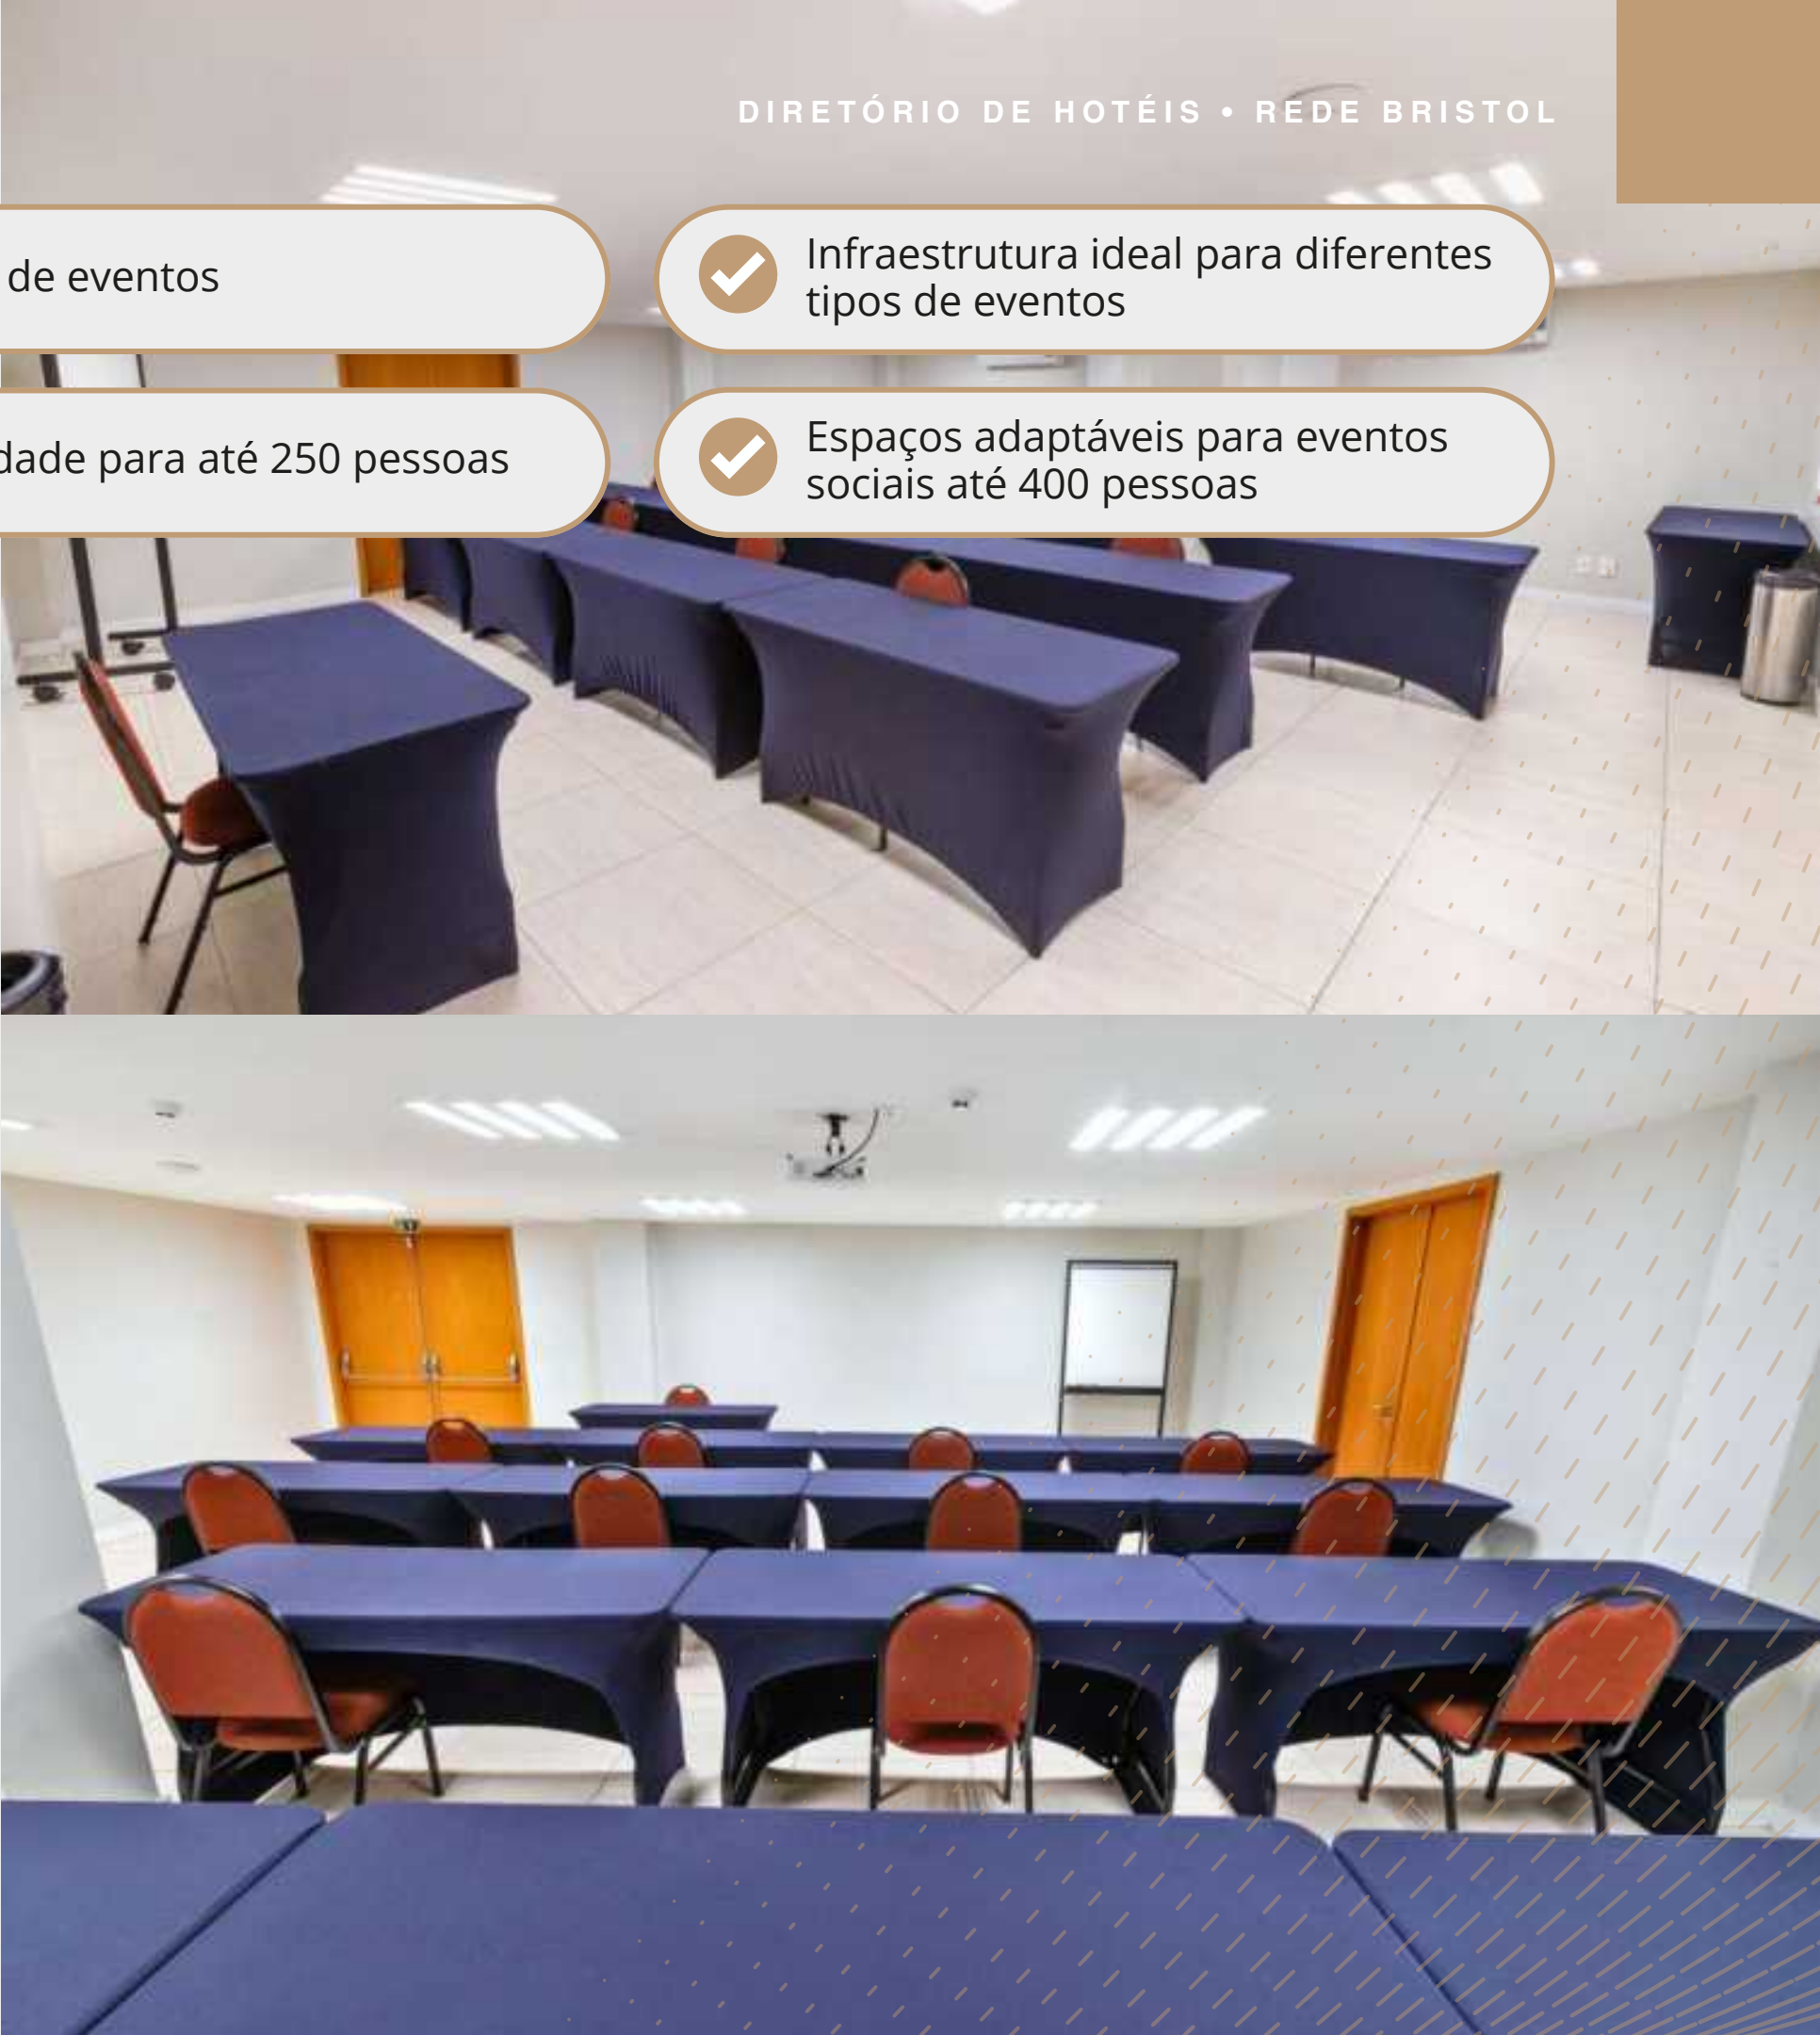 DIRETÓRIO DE HOTÉIS • REDE BRISTOL
de eventos
Infraestrutura ideal para diferentes
tipos de eventos
dade para até 250 pessoas
Espaços adaptáveis para eventos
sociais até 400 pessoas